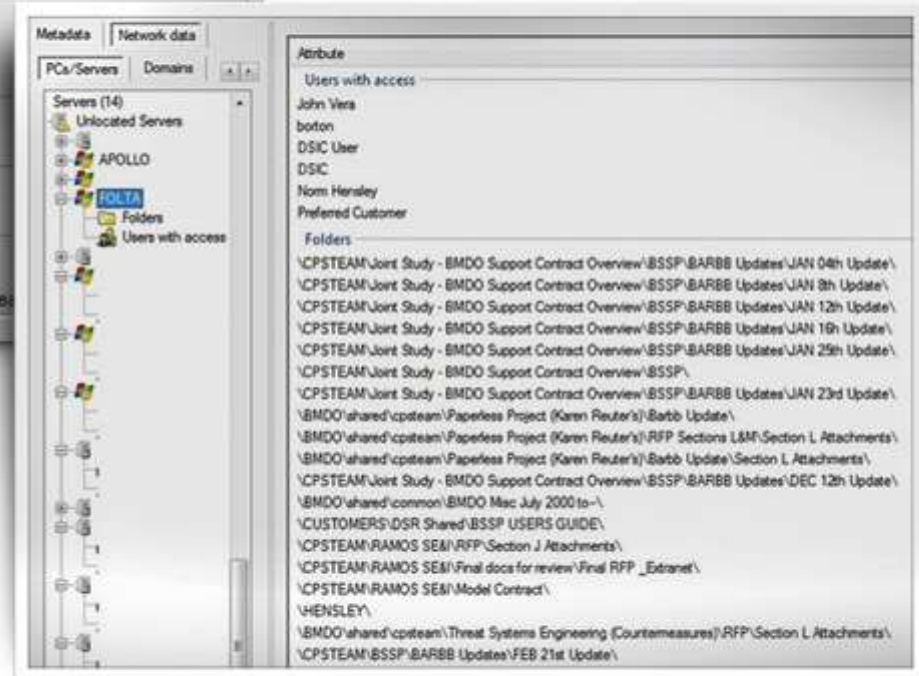 Metadata
Network data
PCs/Servers
Domains
Servers (14)
Unlocated Servers
APOLLO
FOLTA
Folders
Users with access
Attribute
Users with access
John Vera
borton
DSIC User
DSIC
Norm Hensley
Preferred Customer
Folders
\CPSTEAM\Joint Study - BMDO Support Contract Overview\BSSP\BARBB Updates\JAN 04th Update\
\CPSTEAM\Joint Study - BMDO Support Contract Overview\BSSP\BARBB Updates\JAN 8th Update\
\CPSTEAM\Joint Study - BMDO Support Contract Overview\BSSP\BARBB Updates\JAN 12th Update\
\CPSTEAM\Joint Study - BMDO Support Contract Overview\BSSP\BARBB Updates\JAN 16h Update\
\CPSTEAM\Joint Study - BMDO Support Contract Overview\BSSP\BARBB Updates\JAN 25th Update\
\CPSTEAM\Joint Study - BMDO Support Contract Overview\BSSP\
\CPSTEAM\Joint Study - BMDO Support Contract Overview\BSSP\BARBB Updates\JAN 23rd Update\
\BMDO\shared\cpsteam\Paperless Project (Karen Reuter's)\Barbb Update\
\BMDO\shared\cpsteam\Paperless Project (Karen Reuter's)\RFP Sections L&M\Section L Attachments\
\BMDO\shared\cpsteam\Paperless Project (Karen Reuter's)\Barbb Update\Section L Attachments\
\CPSTEAM\Joint Study - BMDO Support Contract Overview\BSSP\BARBB Updates\DEC 12th Update\
\BMDO\shared\common\BMDO Misc July 2000 to--\
\CUSTOMERS\DSR Shared\BSSP USERS GUIDE\
\CPSTEAM\RAMOS SE&I\RFP\Section J Attachments\
\CPSTEAM\RAMOS SE&I\Final docs for review\Final RFP _Extranet\
\CPSTEAM\RAMOS SE&I\Model Contract\
\HENSLEY\
\BMDO\shared\cpsteam\Threat Systems Engineering (Countermeasures)\RFP\Section L Attachments\
\CPSTEAM\BSSP\BARBB Updates\FEB 21st Update\